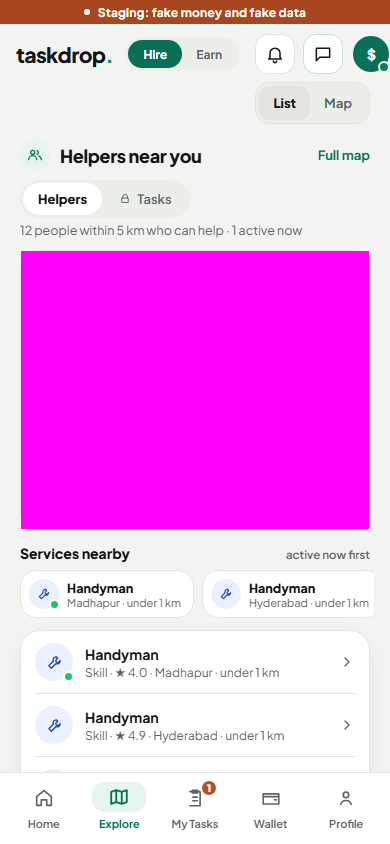 Staging: fake money and fake data
taskdrop.
Hire Earn
$
List Map
Helpers near you
Full map
Helpers Tasks
12 people within 5 km who can help · 1 active now
Services nearby
active now first
Handyman
Madhapur · under 1 km
Handyman
Hyderabad · under 1 km
Handyman
Skill · ★ 4.0 · Madhapur · under 1 km
Handyman
Skill · ★ 4.9 · Hyderabad · under 1 km
1
Home Explore My Tasks Wallet Profile